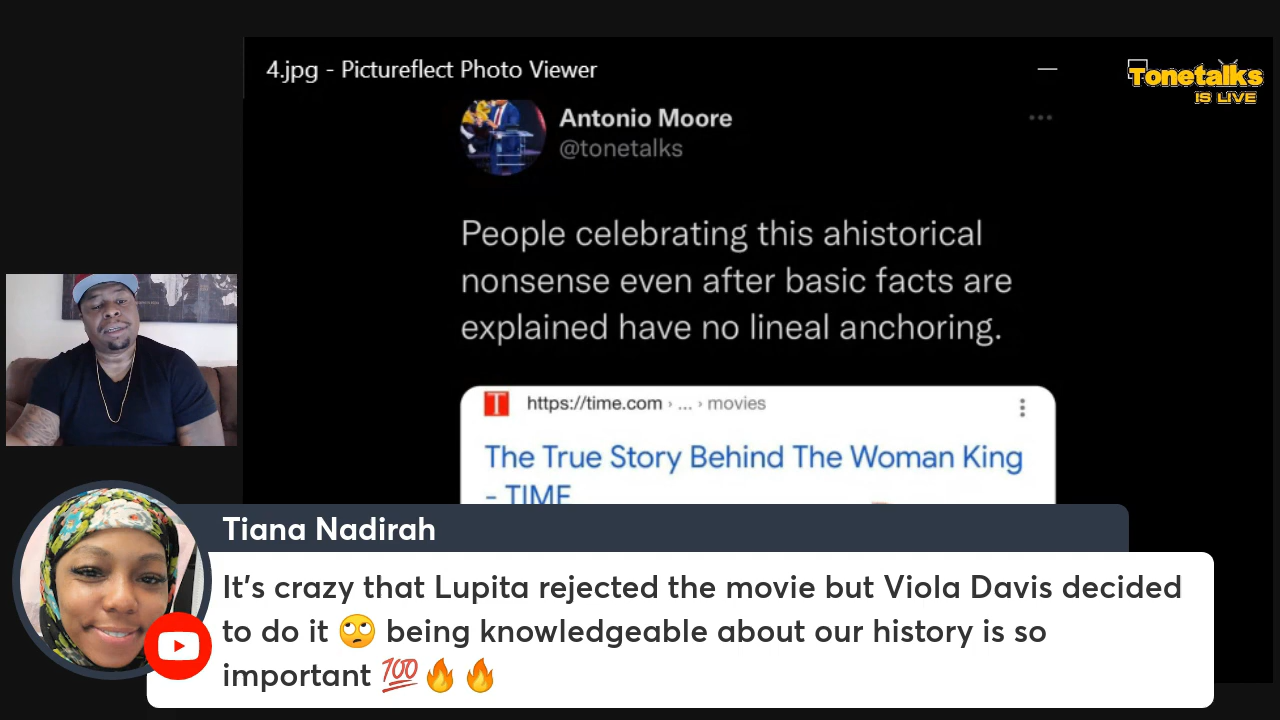 4.jpg - Pictureflect Photo Viewer
Tonetalks
IS LIVE
Antonio Moore
@tonetalks
People celebrating this ahistorical
nonsense even after basic facts are
explained have no lineal anchoring.
T https://time.com › ... › movies
The True Story Behind The Woman King
- TIME
Tiana Nadirah
It's crazy that Lupita rejected the movie but Viola Davis decided
to do it 🙄 being knowledgeable about our history is so
important 💯🔥🔥